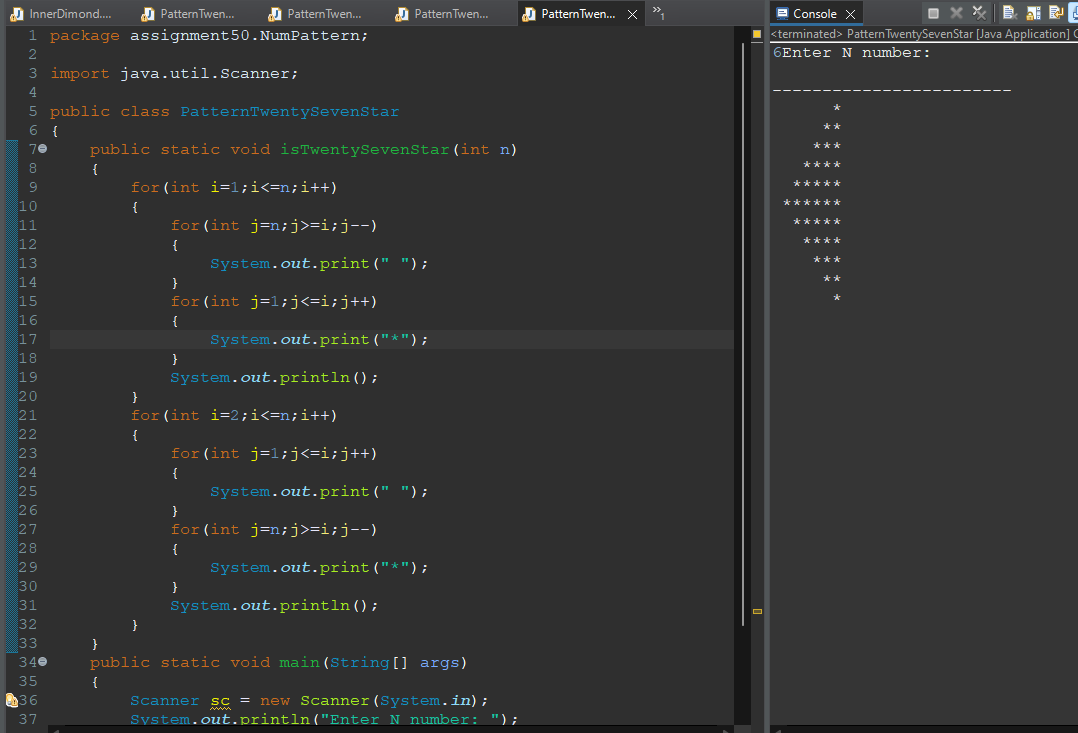 InnerDimond.... PatternTwen... PatternTwen... PatternTwen... PatternTwen... »1
1 package assignment50.NumPattern;
2
3 import java.util.Scanner;
4
5 public class PatternTwentySevenStar
6 {
7 public static void isTwentySevenStar(int n)
8 {
9 for(int i=1;i<=n;i++)
10 {
11 for(int j=n;j>=i;j--)
12 {
13 System.out.print(" ");
14 }
15 for(int j=1;j<=i;j++)
16 {
17 System.out.print("*");
18 }
19 System.out.println();
20 }
21 for(int i=2;i<=n;i++)
22 {
23 for(int j=1;j<=i;j++)
24 {
25 System.out.print(" ");
26 }
27 for(int j=n;j>=i;j--)
28 {
29 System.out.print("*");
30 }
31 System.out.println();
32 }
33 }
34 public static void main(String[] args)
35 {
36 Scanner sc = new Scanner(System.in);
37 System.out.println("Enter N number: ");
Console
<terminated> PatternTwentySevenStar [Java Application] C
6Enter N number:
------------------------
*
**
***
****
*****
******
*****
****
***
**
*